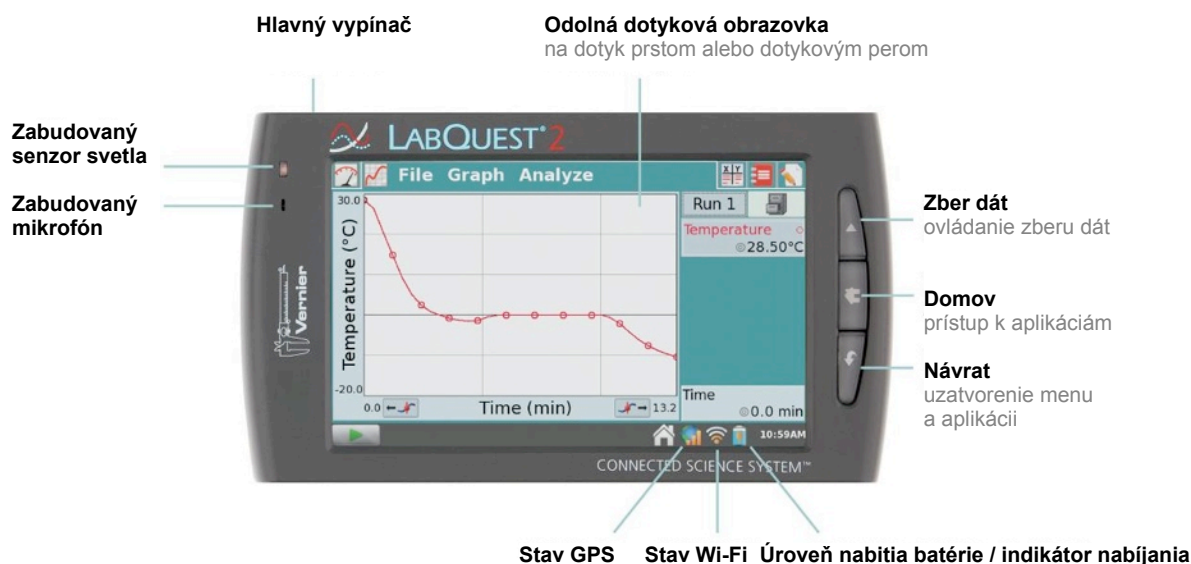 Hlavný vypínač
Odolná dotyková obrazovka
na dotyk prstom alebo dotykovým perom
Zabudovaný
senzor svetla
Zabudovaný
mikrofón
LABQUEST® 2
File Graph Analyze
X Y
30.0
Temperature (°C)
-20.0
0.0
Time (min)
13.2
Run 1
Temperature
28.50°C
Time
0.0 min
10:59AM
Vernier
CONNECTED SCIENCE SYSTEM™
Zber dát
ovládanie zberu dát
Domov
prístup k aplikáciám
Návrat
uzatvorenie menu
a aplikácii
Stav GPS
Stav Wi-Fi
Úroveň nabitia batérie / indikátor nabíjania